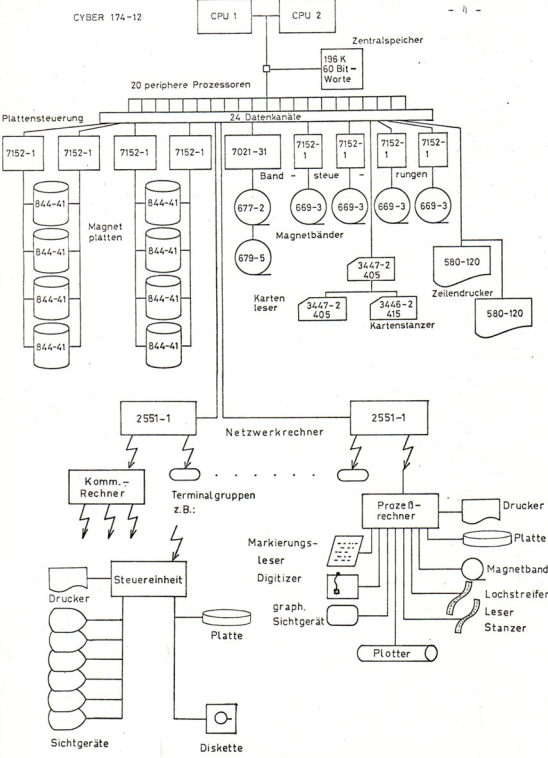 CYBER 174-12
CPU 1
CPU 2
- 4 -
Zentralspeicher
196 K
60 Bit-
Worte
20 periphere Prozessoren
24 Datenkanäle
Plattensteuerung
7152-1
7152-1
7152-1
7152-1
7021-31
7152-
1
7152-
1
7152-
1
7152-
1
Band - steue - rungen
844-41
844-41
677-2
669-3
669-3
669-3
669-3
Magnet
platten
Magnetbänder
844-41
844-41
679-5
580-120
3447-2
405
844-41
844-41
Karten
leser
3447-2
405
3446-2
415
Zeilendrucker
580-120
Kartenstanzer
844-41
844-41
2551-1
2551-1
Netzwerkrechner
Komm.-
Rechner
Terminalgruppen
z.B.:
Prozeß-
rechner
Drucker
Markierungs-
leser
Platte
Digitizer
Magnetband
Steuereinheit
Drucker
graph.
Sichtgerät
Lochstreifen
Leser
Stanzer
Platte
Plotter
Sichtgeräte
Diskette